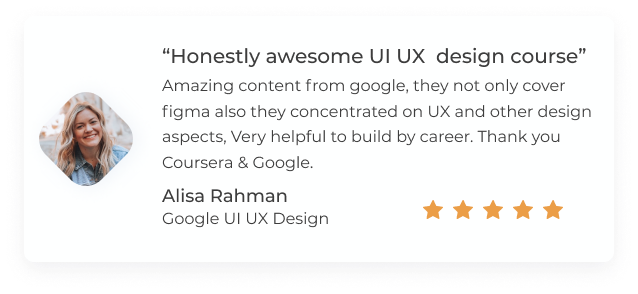 “Honestly awesome UI UX  design course”
Amazing content from google, they not only cover
figma also they concentrated on UX and other design
aspects, Very helpful to build by career. Thank you
Coursera & Google.
Alisa Rahman
Google UI UX Design